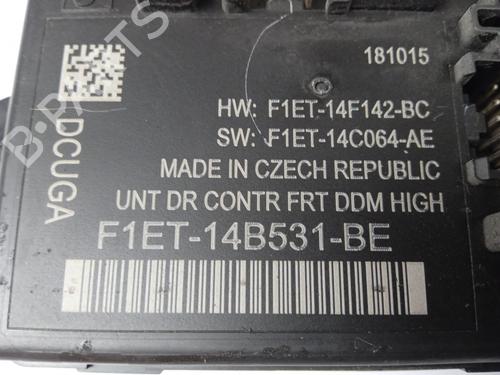 181015
HW: F1ET-14F142-BC
SW: F1ET-14C064-AE
MADE IN CZECH REPUBLIC
UNT DR CONTR FRT DDM HIGH
F1ET-14B531-BE
DCUGA
B-PARTS